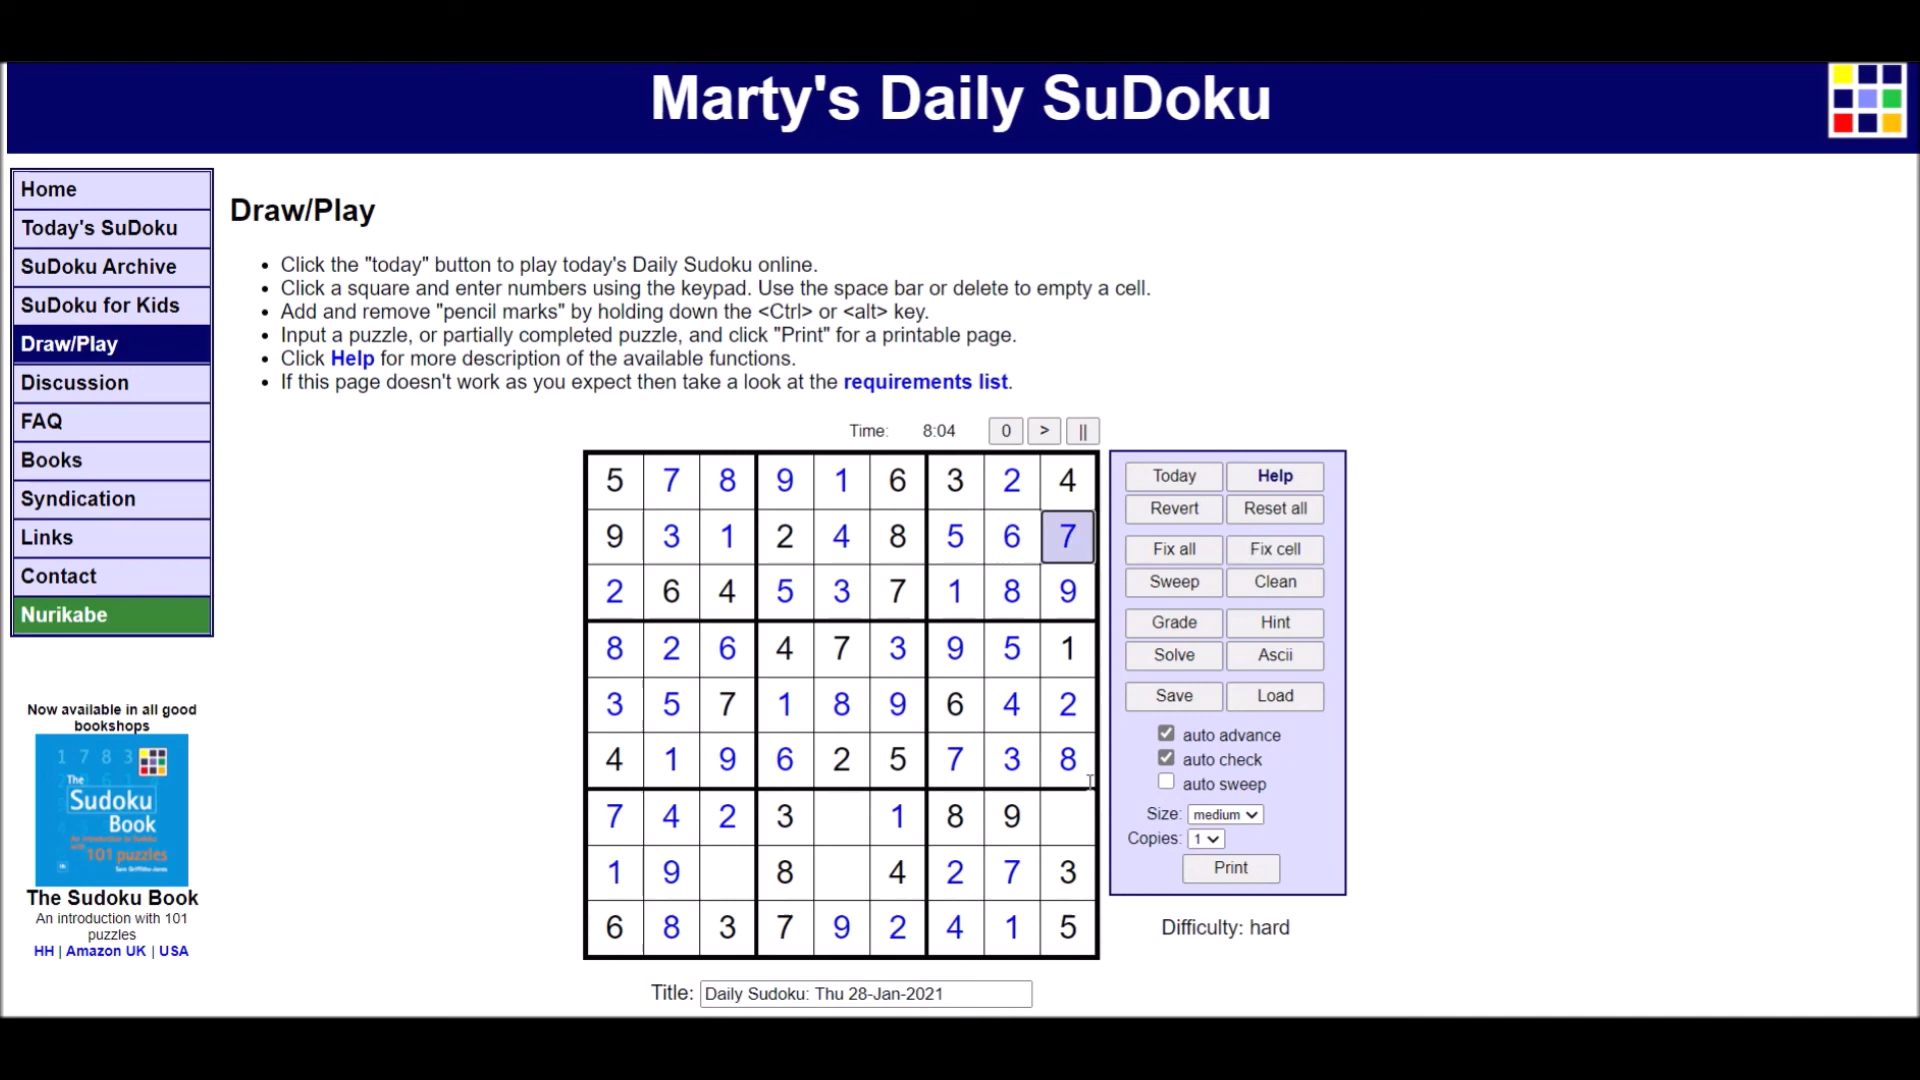 Marty's Daily SuDoku
Home
Today's SuDoku
SuDoku Archive
SuDoku for Kids
Draw/Play
Discussion
FAQ
Books
Syndication
Links
Contact
Nurikabe
Now available in all good
bookshops
The
Sudoku
Book
101 puzzles
The Sudoku Book
An introduction with 101
puzzles
HH | Amazon UK | USA
Draw/Play
• Click the "today" button to play today's Daily Sudoku online.
• Click a square and enter numbers using the keypad. Use the space bar or delete to empty a cell.
• Add and remove "pencil marks" by holding down the <Ctrl> or <alt> key.
• Input a puzzle, or partially completed puzzle, and click "Print" for a printable page.
• Click Help for more description of the available functions.
• If this page doesn't work as you expect then take a look at the requirements list.
Time: 8:04 0 > ||
5 7 8 9 1 6 3 2 4
9 3 1 2 4 8 5 6 7
2 6 4 5 3 7 1 8 9
8 2 6 4 7 3 9 5 1
3 5 7 1 8 9 6 4 2
4 1 9 6 2 5 7 3 8
7 4 2 3 1 8 9
1 9 8 4 2 7 3
6 8 3 7 9 2 4 1 5
Today Help
Revert Reset all
Fix all Fix cell
Sweep Clean
Grade Hint
Solve Ascii
Save Load
auto advance
auto check
auto sweep
Size: medium
Copies: 1
Print
Difficulty: hard
Title: Daily Sudoku: Thu 28-Jan-2021